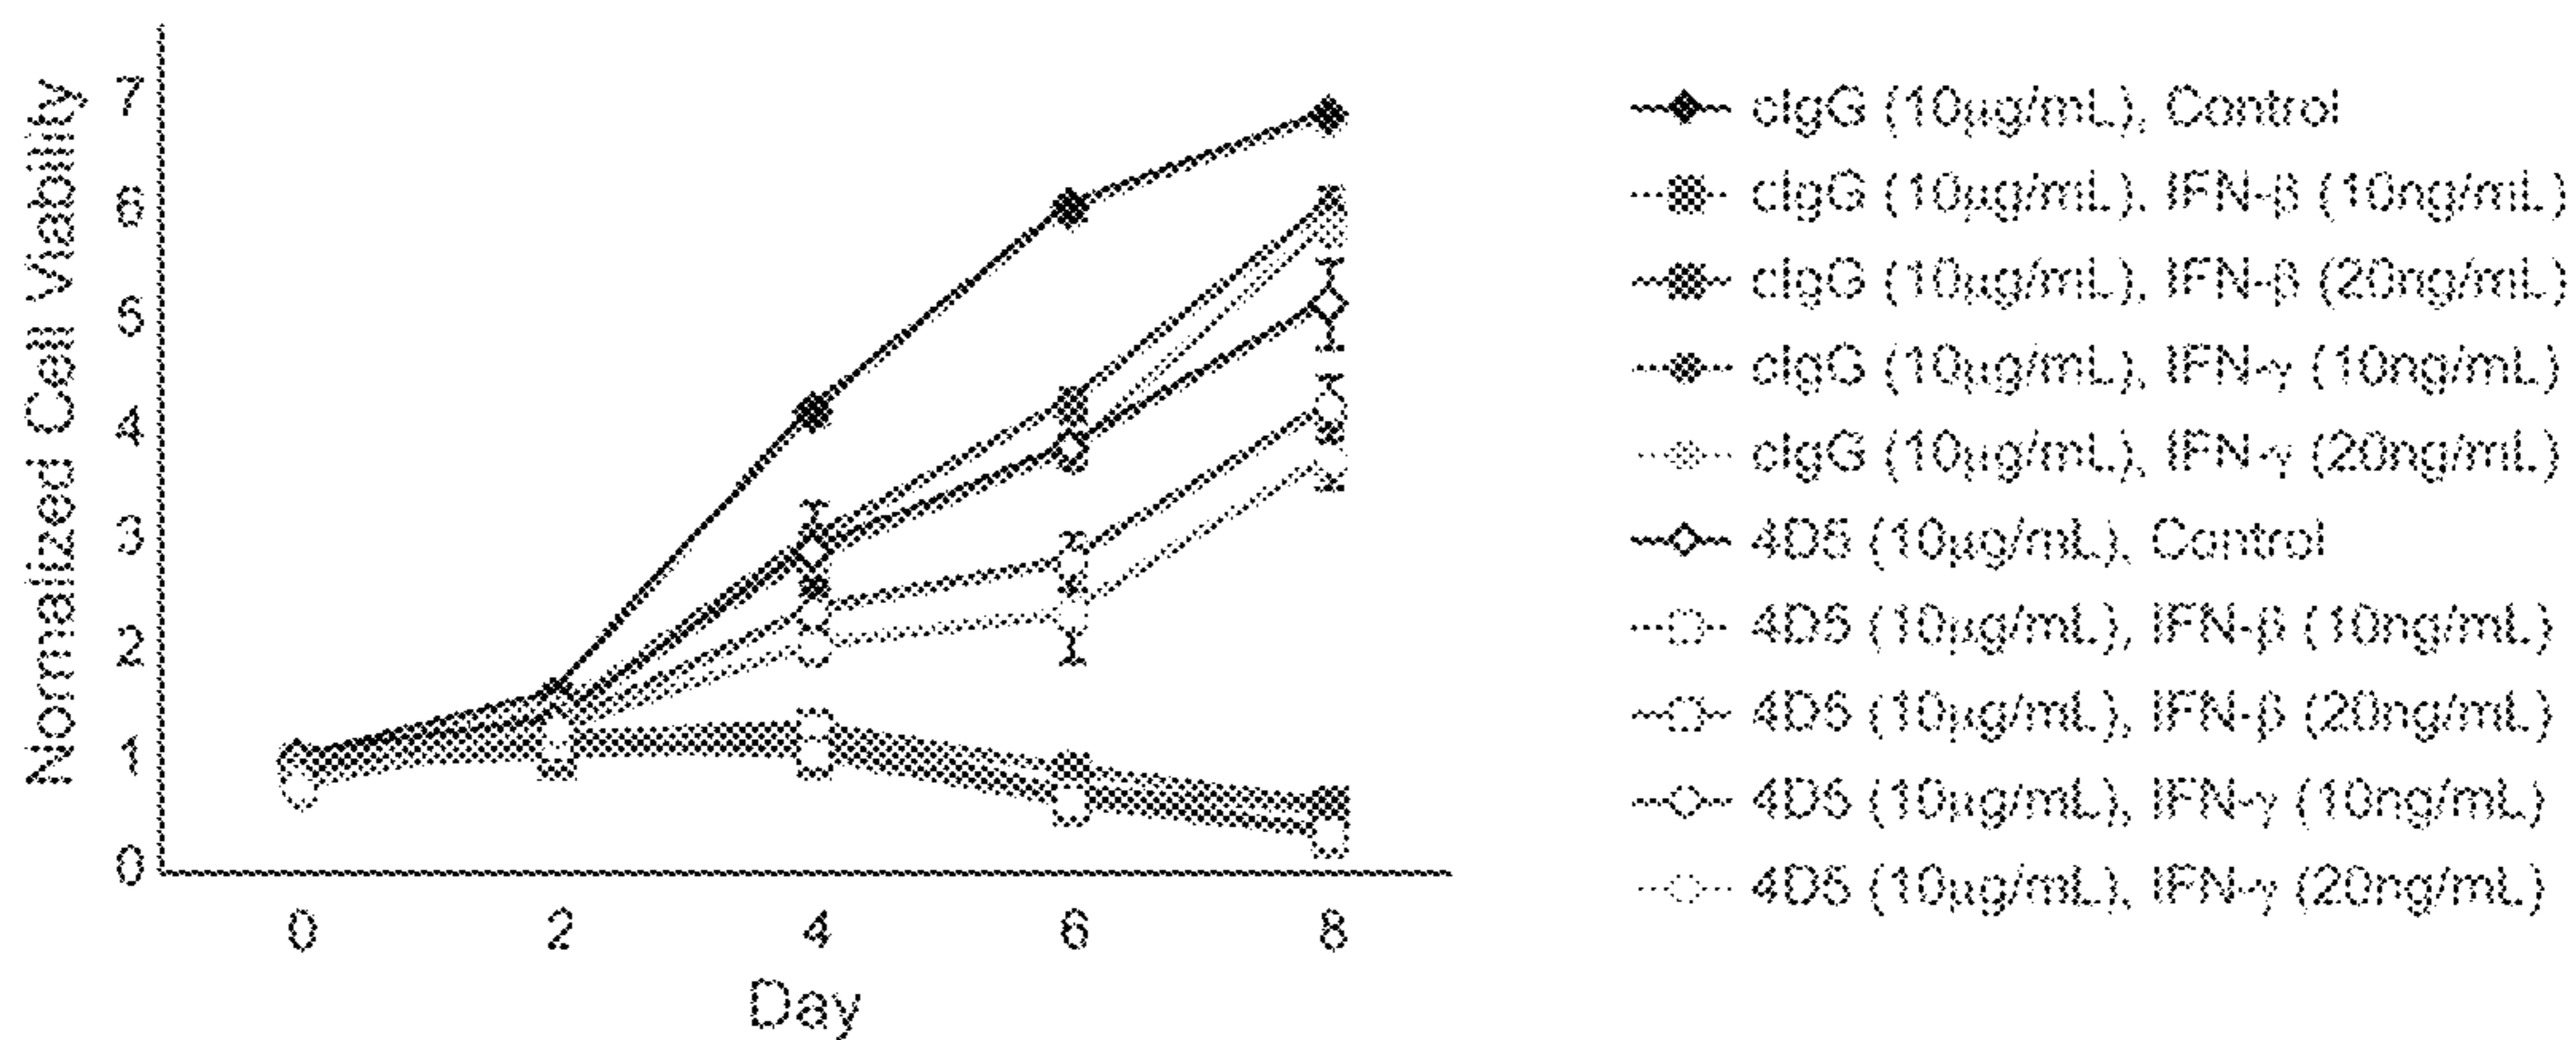 Normalized Cell Viability
7
6
5
4
3
2
1
0
0 2 4 6 8
Day
cIgG (10µg/mL), Control
cIgG (10µg/mL), IFN-β (10ng/mL)
cIgG (10µg/mL), IFN-β (20ng/mL)
cIgG (10µg/mL), IFN-γ (10ng/mL)
cIgG (10µg/mL), IFN-γ (20ng/mL)
4D5 (10µg/mL), Control
4D5 (10µg/mL), IFN-β (10ng/mL)
4D5 (10µg/mL), IFN-β (20ng/mL)
4D5 (10µg/mL), IFN-γ (10ng/mL)
4D5 (10µg/mL), IFN-γ (20ng/mL)